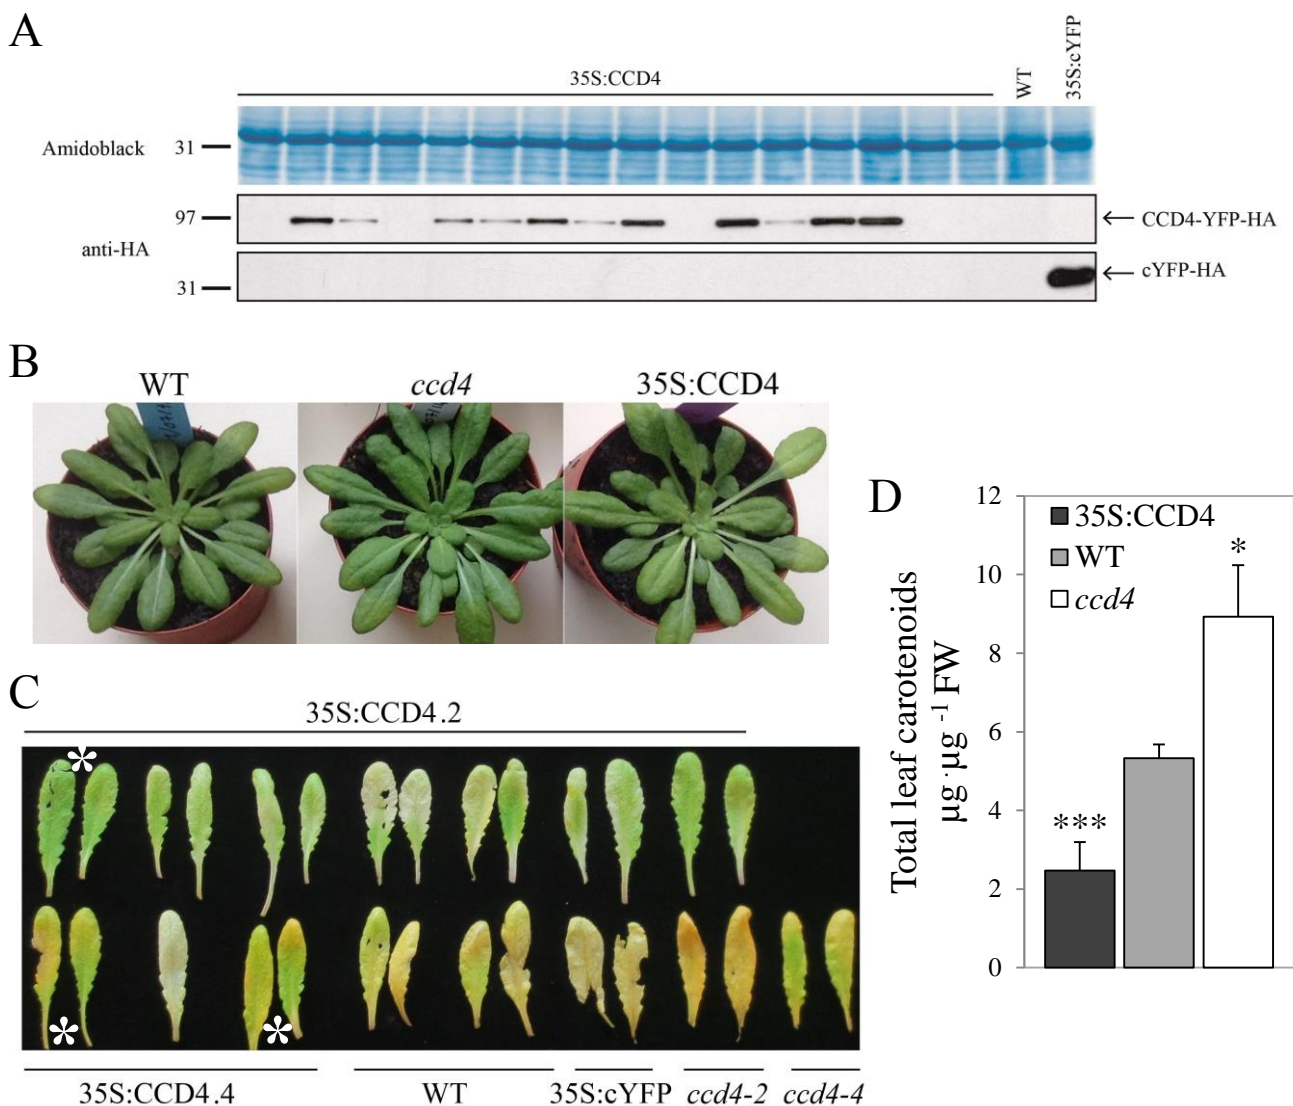 A
35S:CCD4
WT
35S:cYFP
Amidoblack
31
97
CCD4-YFP-HA
anti-HA
cYFP-HA
31
B
WT
ccd4
35S:CCD4
C
35S:CCD4.2
*
*
*
35S:CCD4.4
WT
35S:cYFP
ccd4-2
ccd4-4
D
Total leaf carotenoids
µg·µg⁻¹ FW
12
10
8
6
4
2
0
35S:CCD4
WT
ccd4
***
*